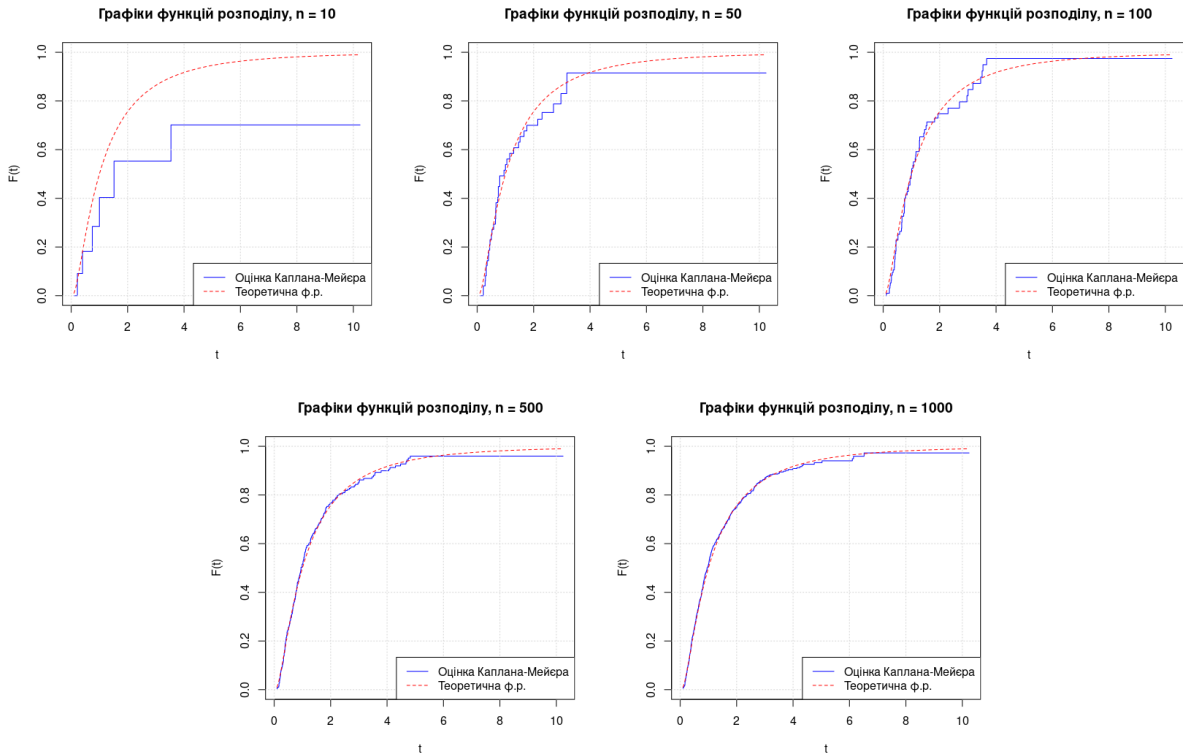 Графіки функцій розподілу, n = 10
F(t)
1.0
0.8
0.6
0.4
0.2
0.0
Оцінка Каплана-Мейєра
Теоретична ф.р.
0 2 4 6 8 10
t
Графіки функцій розподілу, n = 50
F(t)
1.0
0.8
0.6
0.4
0.2
0.0
Оцінка Каплана-Мейєра
Теоретична ф.р.
0 2 4 6 8 10
t
Графіки функцій розподілу, n = 100
F(t)
1.0
0.8
0.6
0.4
0.2
0.0
Оцінка Каплана-Мейєра
Теоретична ф.р.
0 2 4 6 8 10
t
Графіки функцій розподілу, n = 500
F(t)
1.0
0.8
0.6
0.4
0.2
0.0
Оцінка Каплана-Мейєра
Теоретична ф.р.
0 2 4 6 8 10
t
Графіки функцій розподілу, n = 1000
F(t)
1.0
0.8
0.6
0.4
0.2
0.0
Оцінка Каплана-Мейєра
Теоретична ф.р.
0 2 4 6 8 10
t